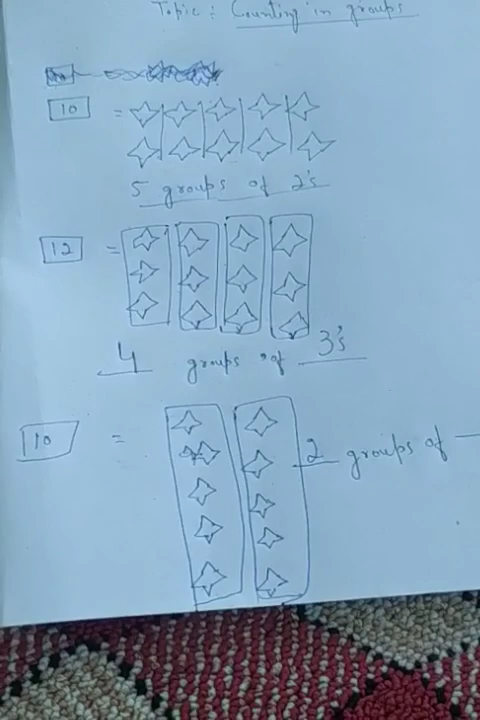 Topic : Counting in groups
10 =
5 groups of 2's
12 =
4 groups of 3's
10 = 2 groups of